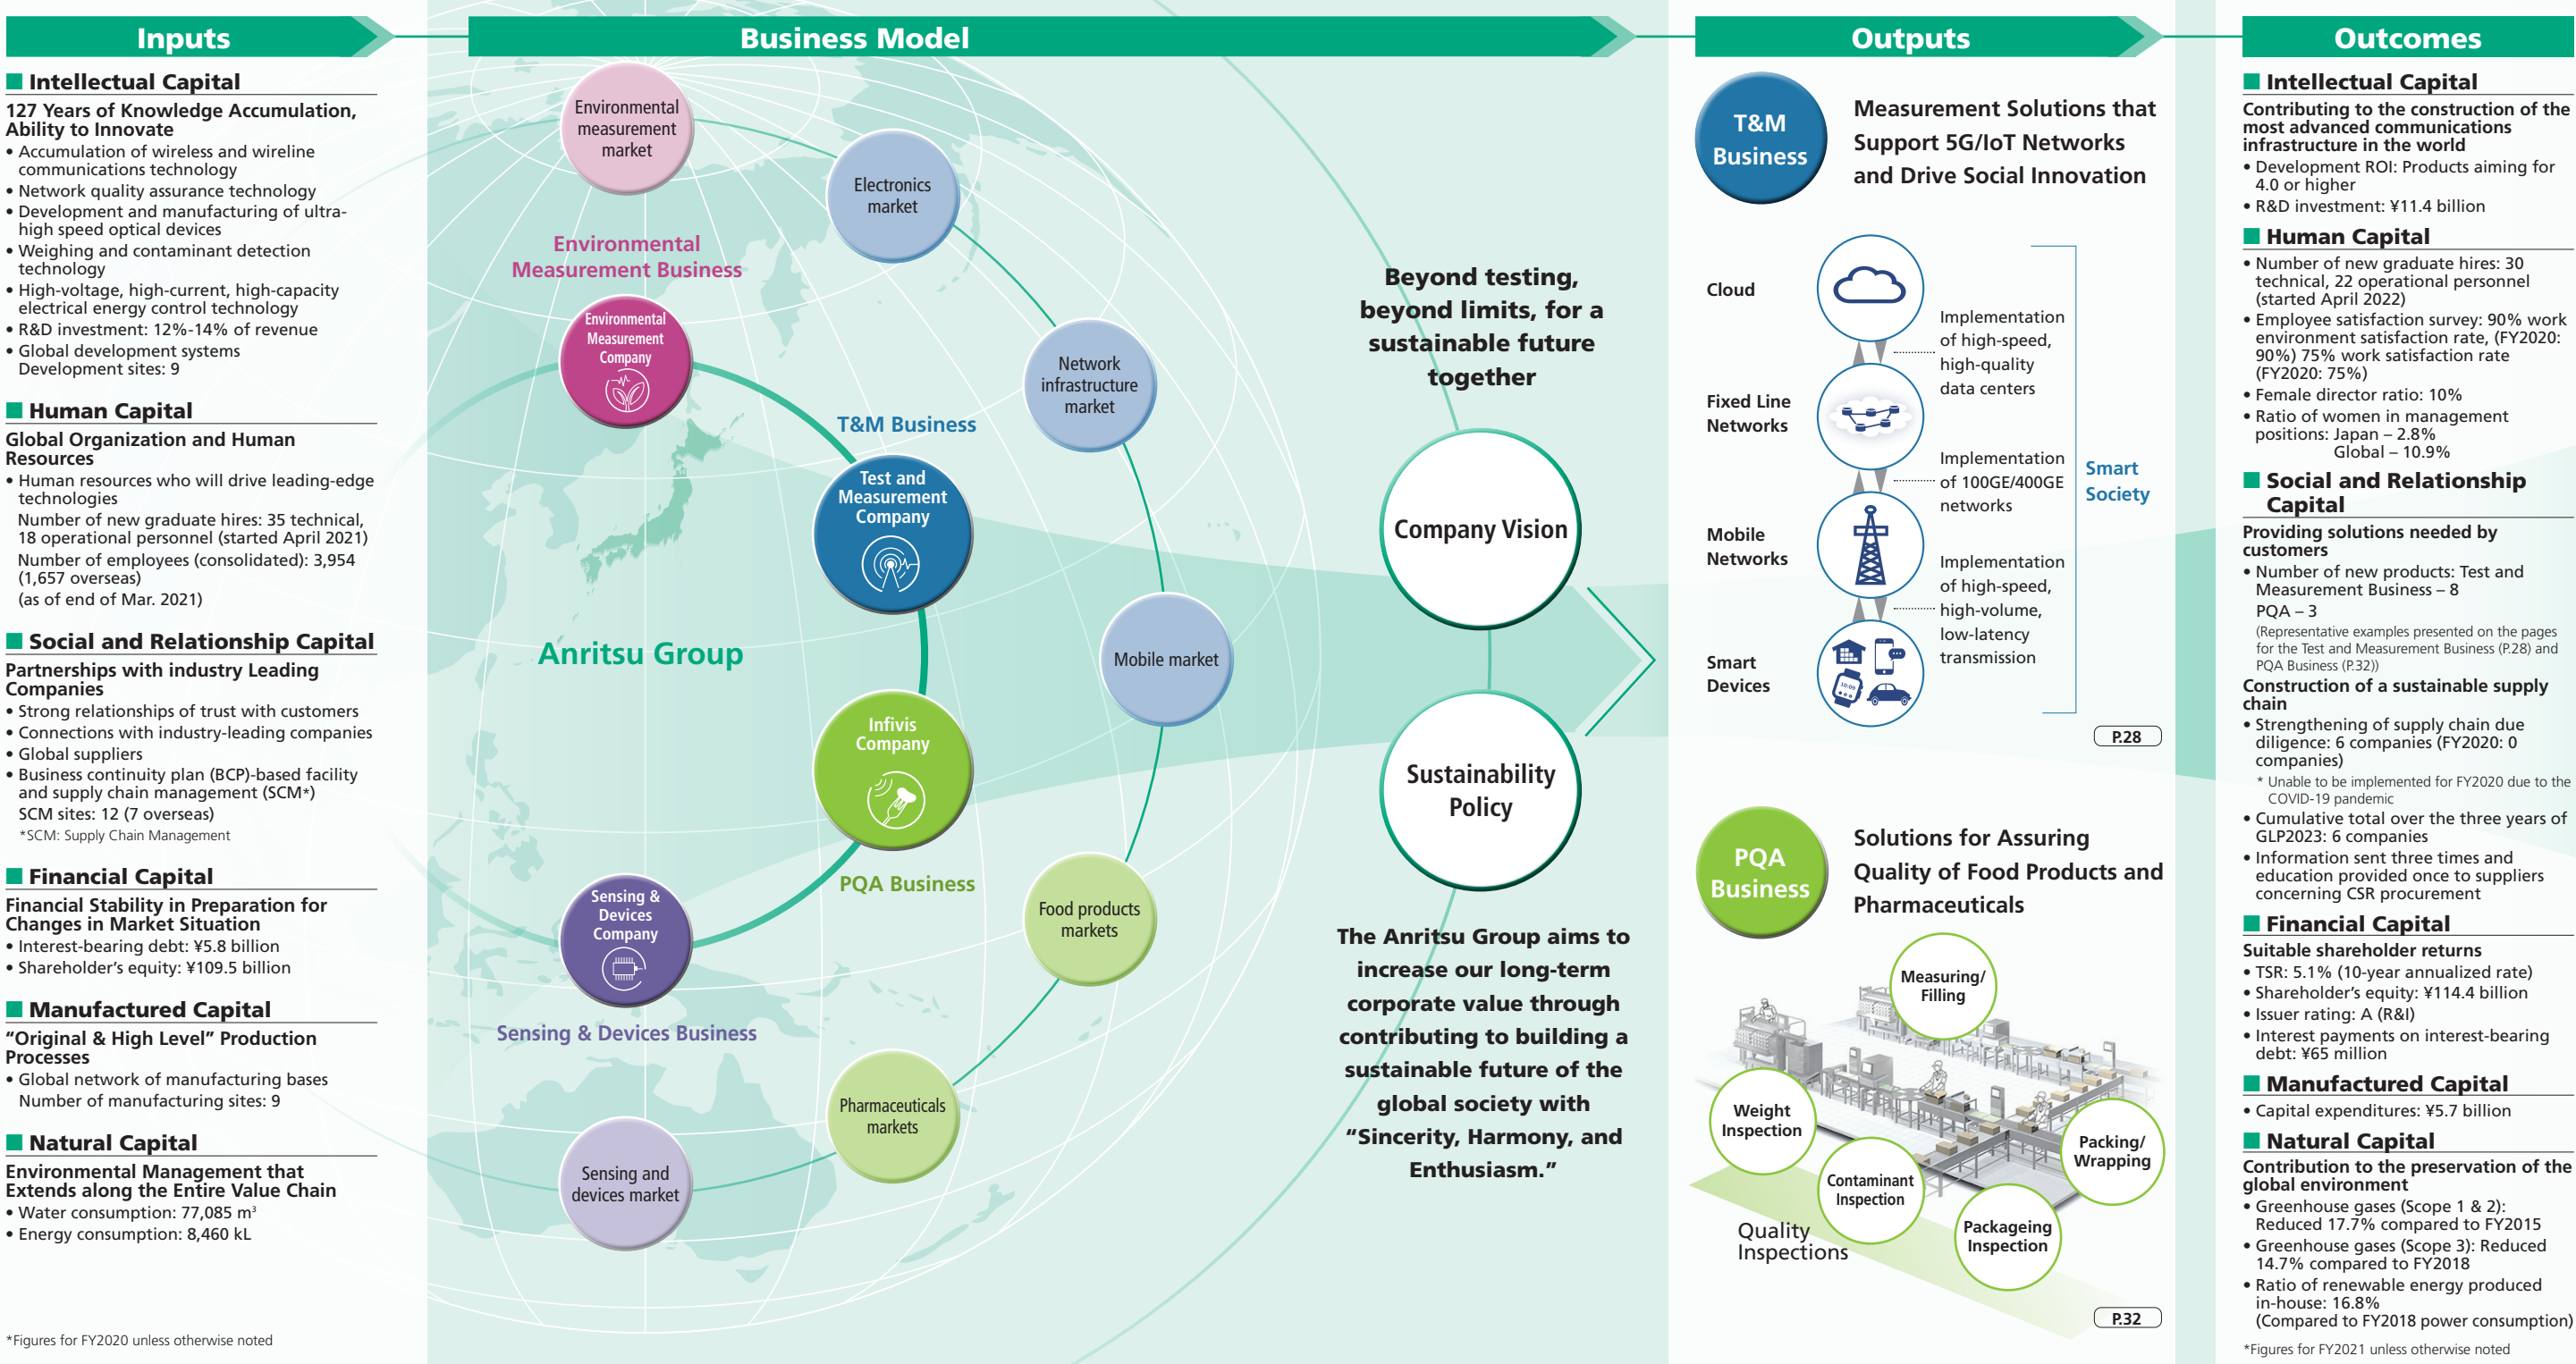 Inputs
■ Intellectual Capital
127 Years of Knowledge Accumulation,
Ability to Innovate
• Accumulation of wireless and wireline
communications technology
• Network quality assurance technology
• Development and manufacturing of ultra-
high speed optical devices
• Weighing and contaminant detection
technology
• High-voltage, high-current, high-capacity
electrical energy control technology
• R&D investment: 12%-14% of revenue
• Global development systems
Development sites: 9
■ Human Capital
Global Organization and Human
Resources
• Human resources who will drive leading-edge
technologies
Number of new graduate hires: 35 technical,
18 operational personnel (started April 2021)
Number of employees (consolidated): 3,954
(1,657 overseas)
(as of end of Mar. 2021)
■ Social and Relationship Capital
Partnerships with industry Leading
Companies
• Strong relationships of trust with customers
• Connections with industry-leading companies
• Global suppliers
• Business continuity plan (BCP)-based facility
and supply chain management (SCM*)
SCM sites: 12 (7 overseas)
*SCM: Supply Chain Management
■ Financial Capital
Financial Stability in Preparation for
Changes in Market Situation
• Interest-bearing debt: ¥5.8 billion
• Shareholder's equity: ¥109.5 billion
■ Manufactured Capital
“Original & High Level” Production
Processes
• Global network of manufacturing bases
Number of manufacturing sites: 9
■ Natural Capital
Environmental Management that
Extends along the Entire Value Chain
• Water consumption: 77,085 m³
• Energy consumption: 8,460 kL
*Figures for FY2020 unless otherwise noted
Business Model
Environmental
measurement
market
Electronics
market
Environmental
Measurement Business
Environmental
Measurement
Company
Network
infrastructure
market
T&M Business
Test and
Measurement
Company
Anritsu Group
Mobile market
Infivis
Company
PQA Business
Sensing &
Devices
Company
Food products
markets
Sensing & Devices Business
Pharmaceuticals
markets
Sensing and
devices market
Beyond testing,
beyond limits, for a
sustainable future
together
Company Vision
Sustainability
Policy
The Anritsu Group aims to
increase our long-term
corporate value through
contributing to building a
sustainable future of the
global society with
“Sincerity, Harmony, and
Enthusiasm.”
Outputs
T&M
Business
Measurement Solutions that
Support 5G/IoT Networks
and Drive Social Innovation
Cloud
Implementation
of high-speed,
high-quality
data centers
Fixed Line
Networks
Implementation
of 100GE/400GE
networks
Smart
Society
Mobile
Networks
Implementation
of high-speed,
high-volume,
low-latency
transmission
Smart
Devices
10:09
P.28
PQA
Business
Solutions for Assuring
Quality of Food Products and
Pharmaceuticals
Measuring/
Filling
Weight
Inspection
Contaminant
Inspection
Packageing
Inspection
Packing/
Wrapping
Quality
Inspections
P.32
Outcomes
■ Intellectual Capital
Contributing to the construction of the
most advanced communications
infrastructure in the world
• Development ROI: Products aiming for
4.0 or higher
• R&D investment: ¥11.4 billion
■ Human Capital
• Number of new graduate hires: 30
technical, 22 operational personnel
(started April 2022)
• Employee satisfaction survey: 90% work
environment satisfaction rate, (FY2020:
90%) 75% work satisfaction rate
(FY2020: 75%)
• Female director ratio: 10%
• Ratio of women in management
positions: Japan – 2.8%
Global – 10.9%
■ Social and Relationship
Capital
Providing solutions needed by
customers
• Number of new products: Test and
Measurement Business – 8
PQA – 3
(Representative examples presented on the pages
for the Test and Measurement Business (P.28) and
PQA Business (P.32))
Construction of a sustainable supply
chain
• Strengthening of supply chain due
diligence: 6 companies (FY2020: 0
companies)
* Unable to be implemented for FY2020 due to the
COVID-19 pandemic
• Cumulative total over the three years of
GLP2023: 6 companies
• Information sent three times and
education provided once to suppliers
concerning CSR procurement
■ Financial Capital
Suitable shareholder returns
• TSR: 5.1% (10-year annualized rate)
• Shareholder's equity: ¥114.4 billion
• Issuer rating: A (R&I)
• Interest payments on interest-bearing
debt: ¥65 million
■ Manufactured Capital
• Capital expenditures: ¥5.7 billion
■ Natural Capital
Contribution to the preservation of the
global environment
• Greenhouse gases (Scope 1 & 2):
Reduced 17.7% compared to FY2015
• Greenhouse gases (Scope 3): Reduced
14.7% compared to FY2018
• Ratio of renewable energy produced
in-house: 16.8%
(Compared to FY2018 power consumption)
*Figures for FY2021 unless otherwise noted